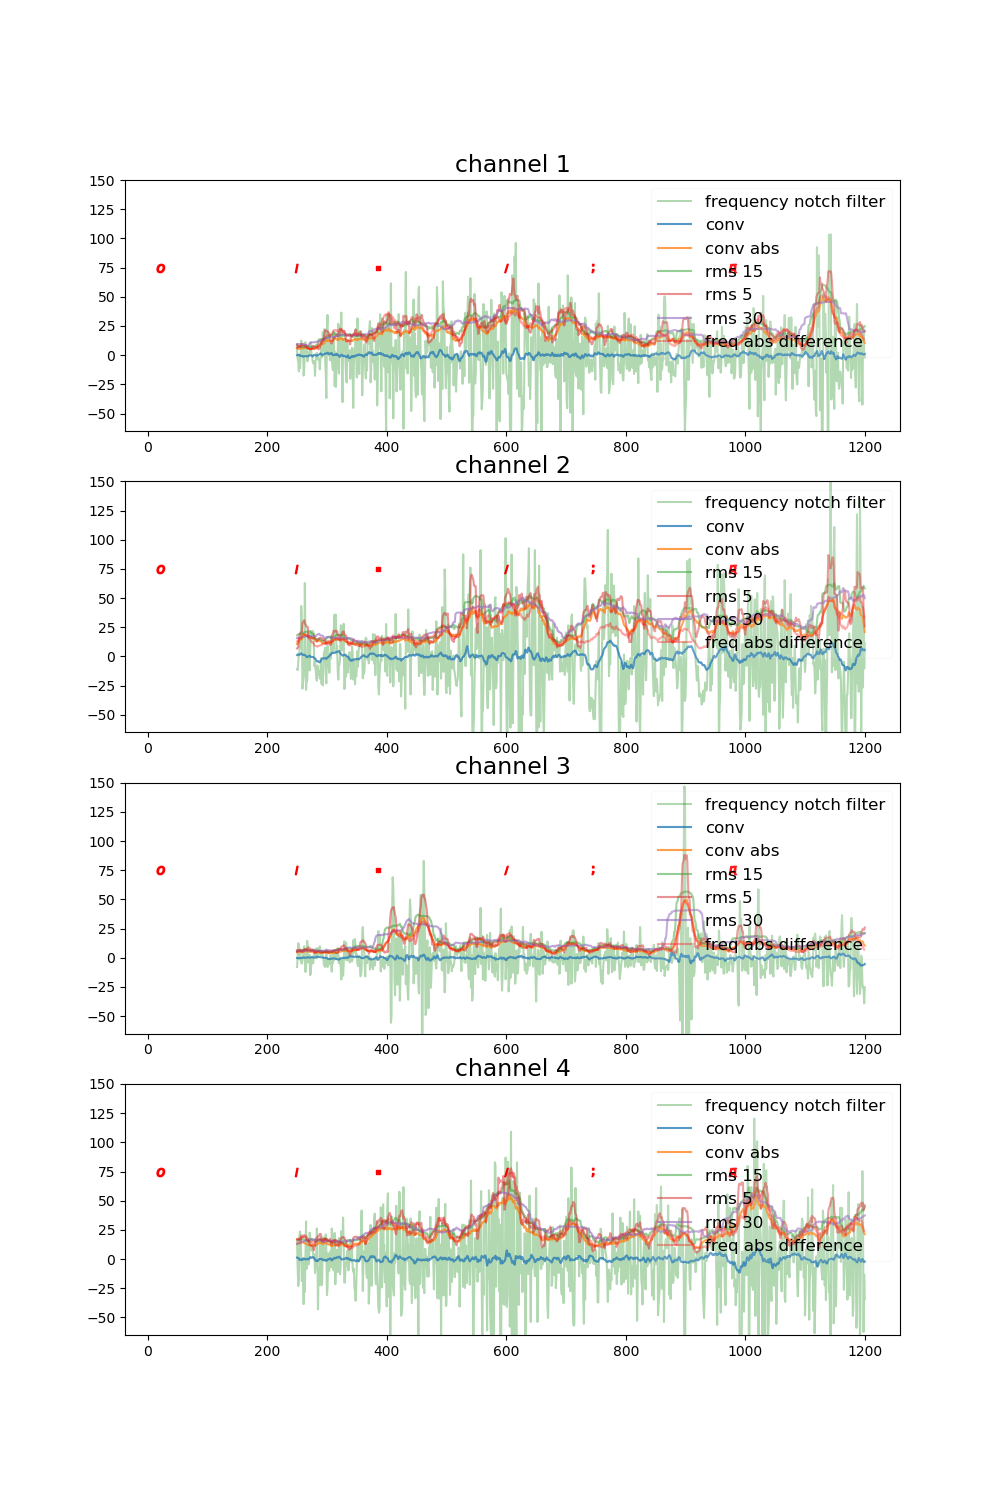 channel 1
150
125
100
75
50
25
0
−25
−50
o / ▪ / ;
frequency notch filter
conv
conv abs
rms 15
rms 5
rms 30
freq abs difference
0 200 400 600 800 1000 1200
channel 2
150
125
100
75
50
25
0
−25
−50
o / ▪ / ;
frequency notch filter
conv
conv abs
rms 15
rms 5
rms 30
freq abs difference
0 200 400 600 800 1000 1200
channel 3
150
125
100
75
50
25
0
−25
−50
o / ▪ / ;
frequency notch filter
conv
conv abs
rms 15
rms 5
rms 30
freq abs difference
0 200 400 600 800 1000 1200
channel 4
150
125
100
75
50
25
0
−25
−50
o / ▪ / ;
frequency notch filter
conv
conv abs
rms 15
rms 5
rms 30
freq abs difference
0 200 400 600 800 1000 1200